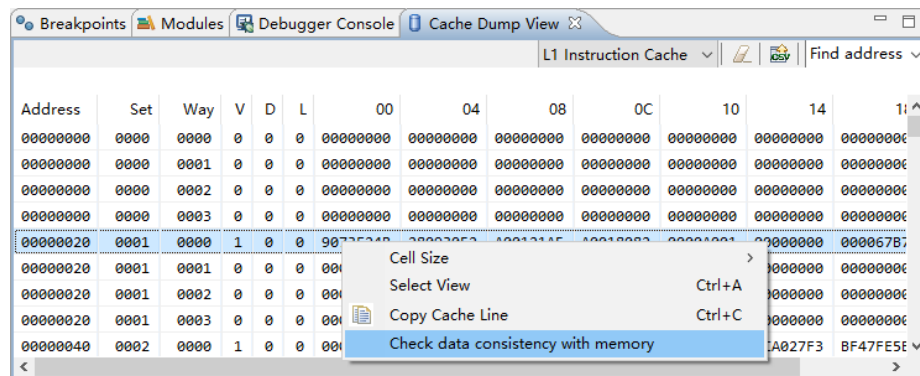 Breakpoints Modules Debugger Console Cache Dump View
L1 Instruction Cache CSV Find address
Address Set Way V D L 00 04 08 0C 10 14
00000000 0000 0000 0 0 0 00000000 00000000 00000000 00000000 00000000 00000000
00000000 0000 0001 0 0 0 00000000 00000000 00000000 00000000 00000000 00000000
00000000 0000 0002 0 0 0 00000000 00000000 00000000 00000000 00000000 00000000
00000000 0000 0003 0 0 0 00000000 00000000 00000000 00000000 00000000 00000000
00000020 0001 0000 1 0 0 00000000 000067B7
Cell Size
00000020 0001 0001 0 0 0
Select View Ctrl+A
00000020 0001 0002 0 0 0
Copy Cache Line Ctrl+C
00000020 0001 0003 0 0 0
Check data consistency with memory
00000040 0002 0000 1 0 0 BF47FE5E